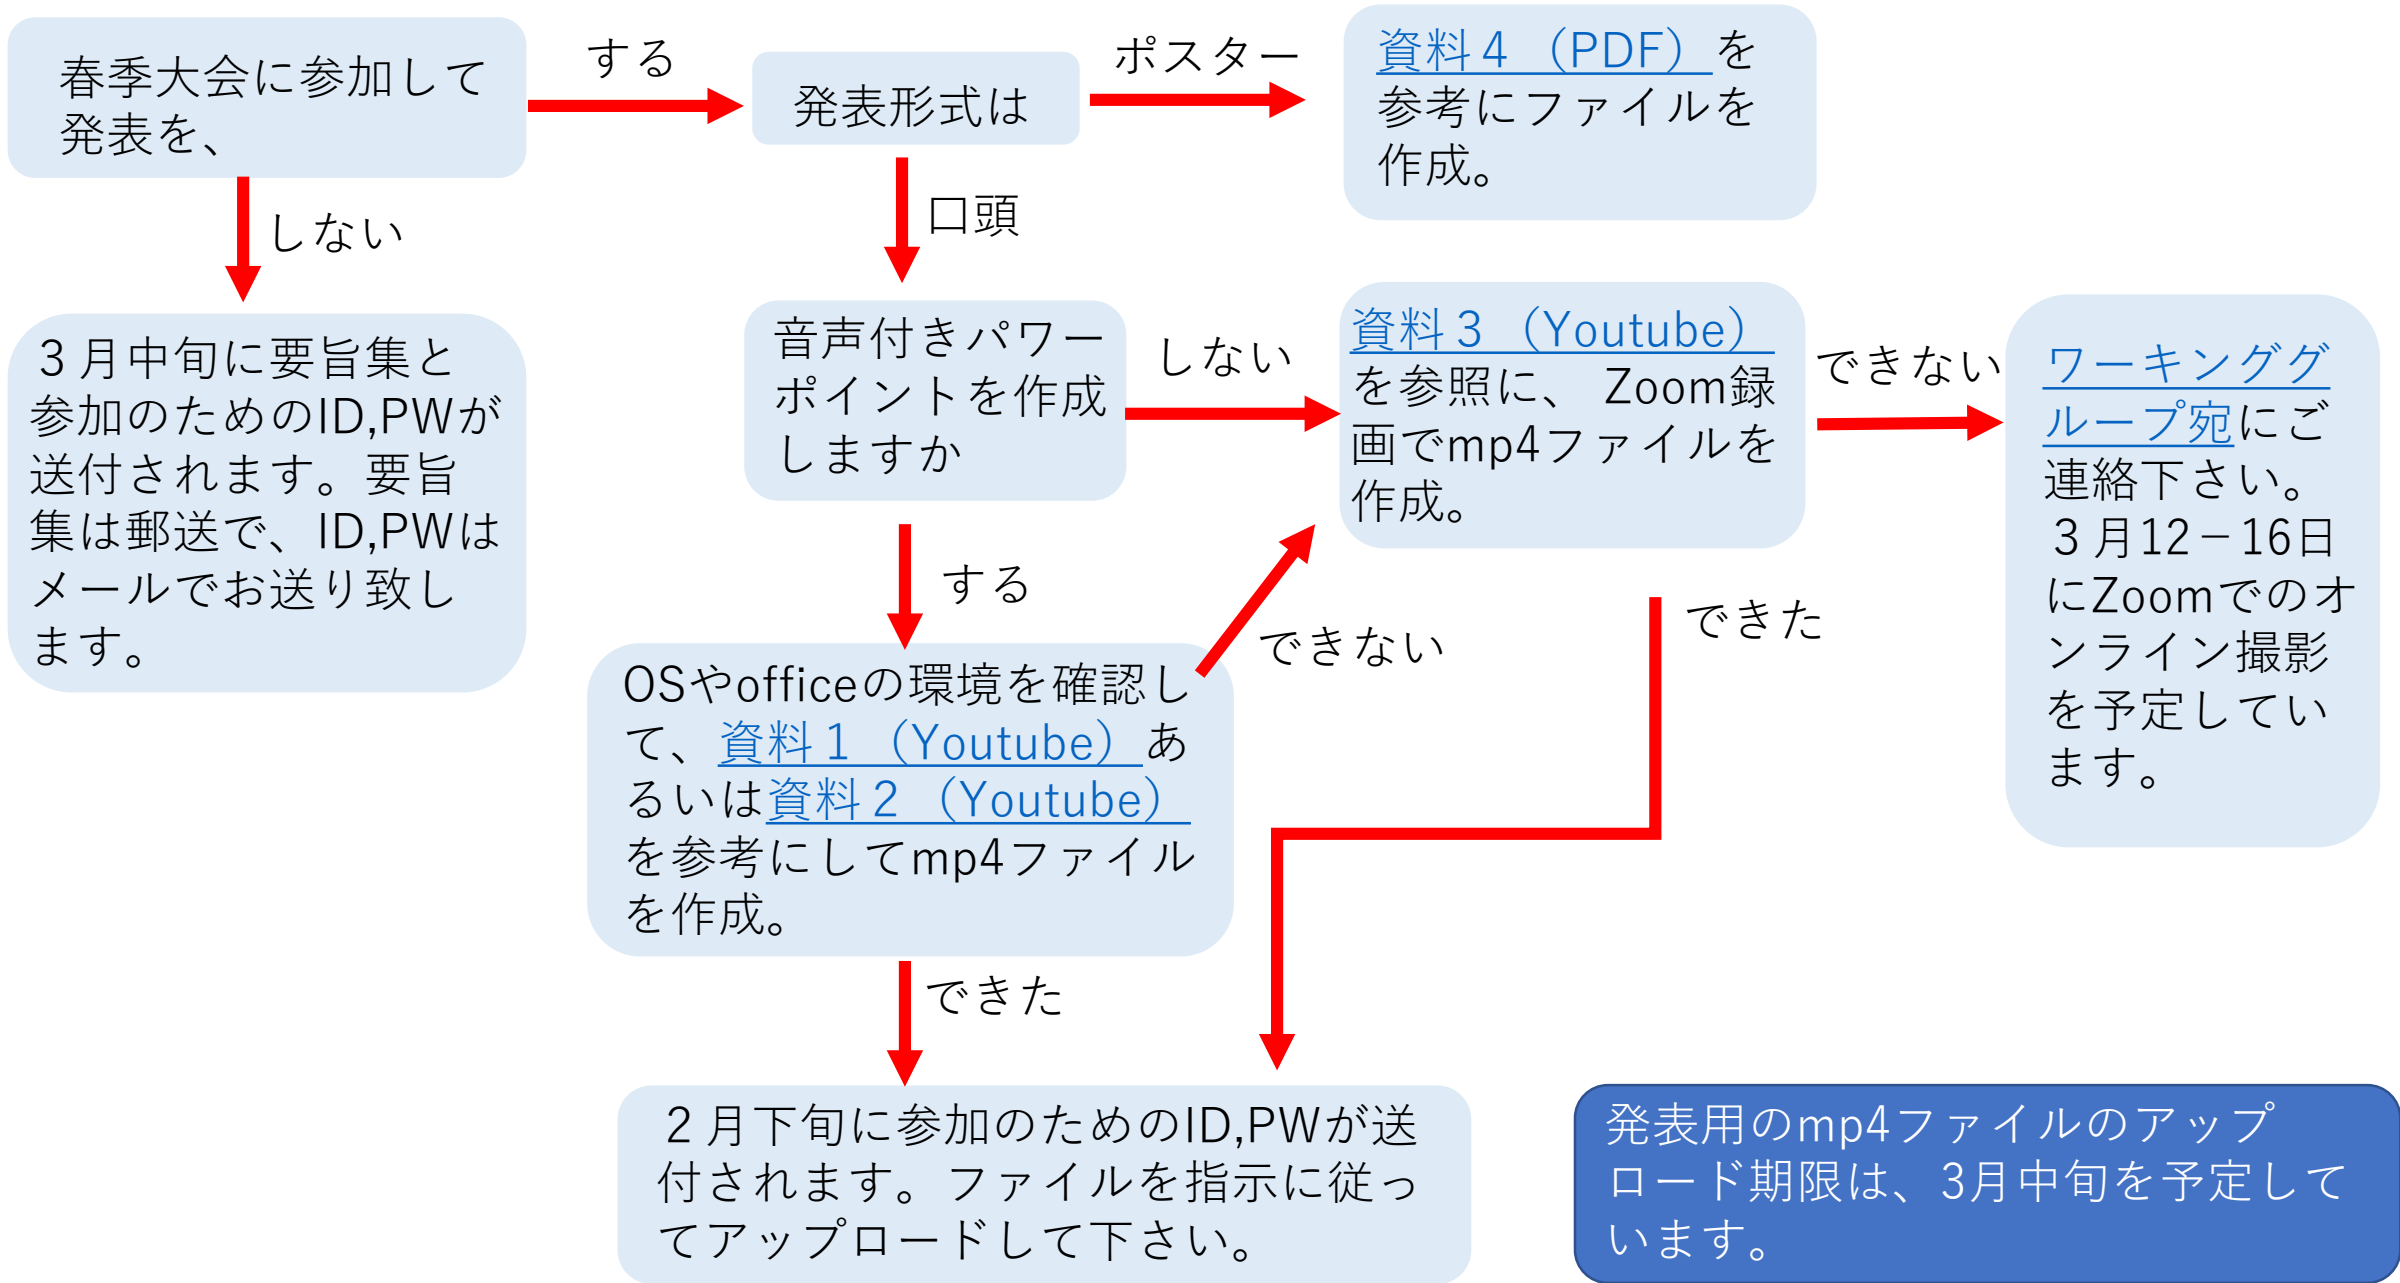 春季大会に参加して
発表を、
する
発表形式は
ポスター
資料４（PDF）を
参考にファイルを
作成。
しない
口頭
３月中旬に要旨集と
参加のためのID,PWが
送付されます。要旨
集は郵送で、ID,PWは
メールでお送り致し
ます。
音声付きパワー
ポイントを作成
しますか
しない
資料３（Youtube）
を参照に、 Zoom録
画でmp4ファイルを
作成。
できない
ワーキンググ
ループ宛にご
連絡下さい。
３月12－16日
にZoomでのオ
ンライン撮影
を予定してい
ます。
する
できない
できた
OSやofficeの環境を確認し
て、資料１（Youtube）あ
るいは資料２（Youtube）
を参考にしてmp4ファイル
を作成。
できた
２月下旬に参加のためのID,PWが送
付されます。ファイルを指示に従っ
てアップロードして下さい。
発表用のmp4ファイルのアップ
ロード期限は、3月中旬を予定して
います。